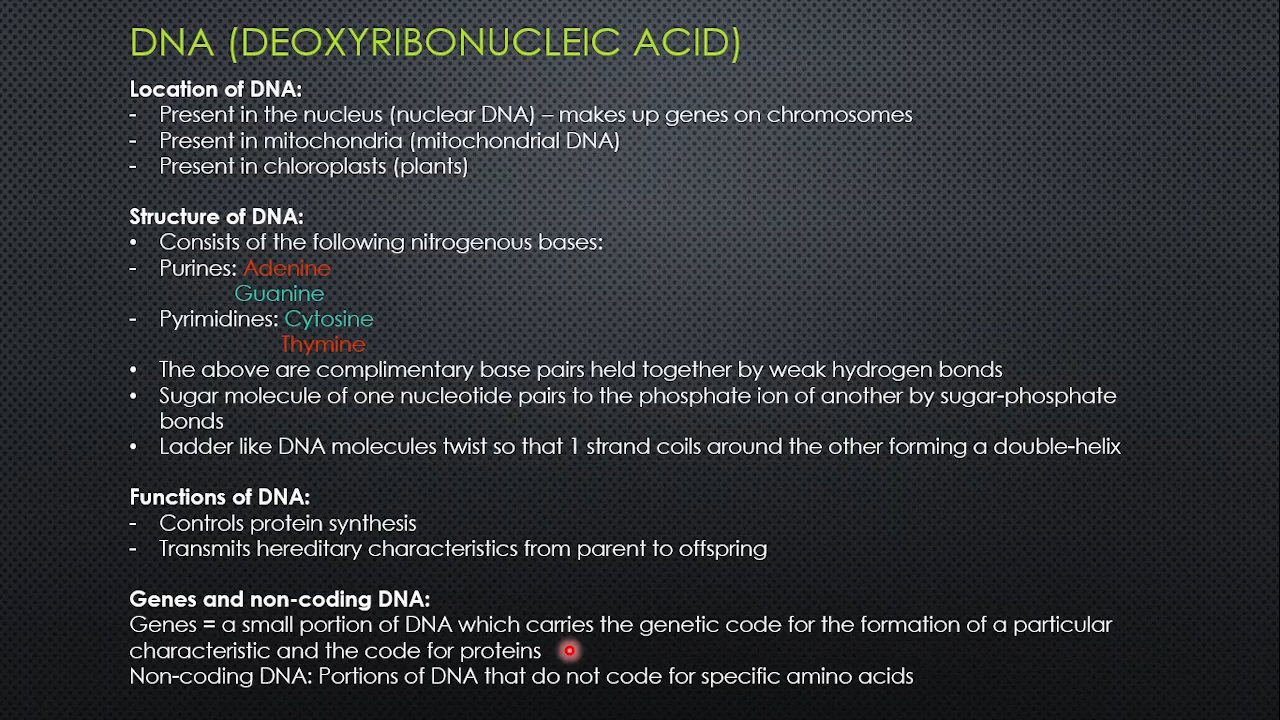 DNA (DEOXYRIBONUCLEIC ACID)
Location of DNA:
- Present in the nucleus (nuclear DNA) – makes up genes on chromosomes
- Present in mitochondria (mitochondrial DNA)
- Present in chloroplasts (plants)
Structure of DNA:
• Consists of the following nitrogenous bases:
- Purines: Adenine
Guanine
- Pyrimidines: Cytosine
Thymine
• The above are complimentary base pairs held together by weak hydrogen bonds
• Sugar molecule of one nucleotide pairs to the phosphate ion of another by sugar-phosphate
bonds
• Ladder like DNA molecules twist so that 1 strand coils around the other forming a double-helix
Functions of DNA:
- Controls protein synthesis
- Transmits hereditary characteristics from parent to offspring
Genes and non-coding DNA:
Genes = a small portion of DNA which carries the genetic code for the formation of a particular
characteristic and the code for proteins
Non-coding DNA: Portions of DNA that do not code for specific amino acids